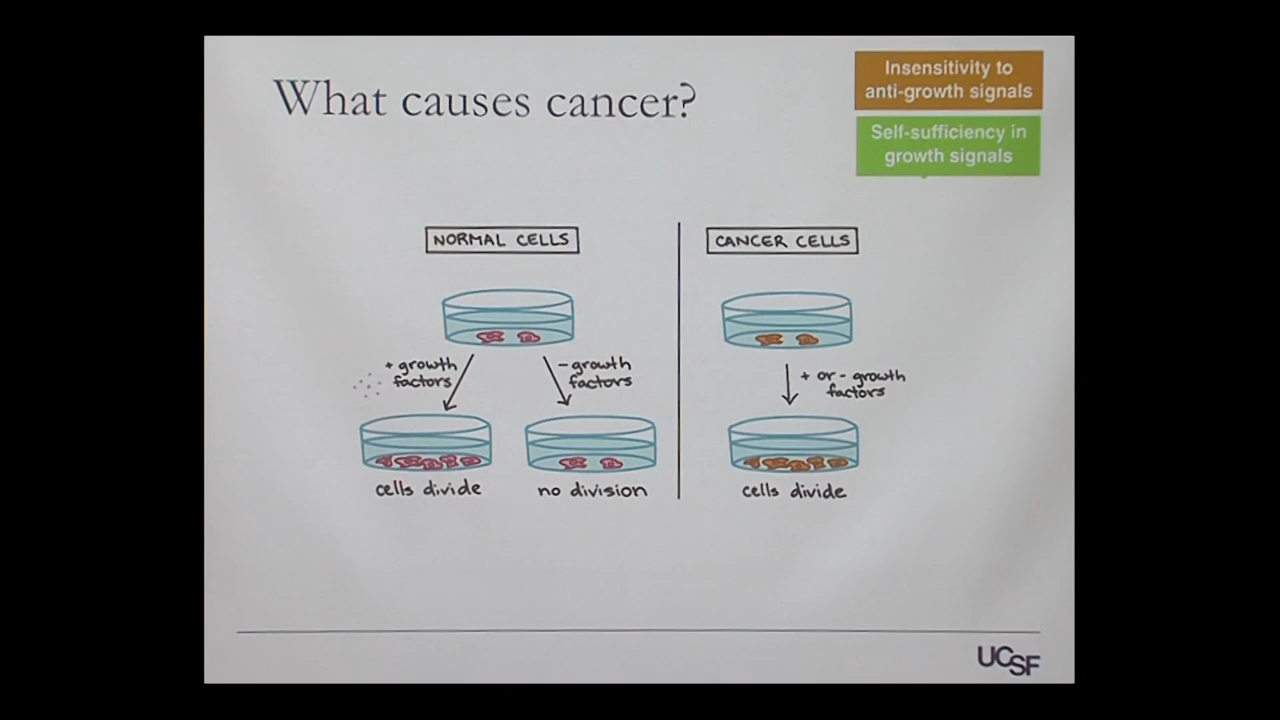 What causes cancer?
Insensitivity to
anti-growth signals
Self-sufficiency in
growth signals
NORMAL CELLS
+ growth
factors
- growth
factors
cells divide
no division
CANCER CELLS
+ or - growth
factors
cells divide
UCSF